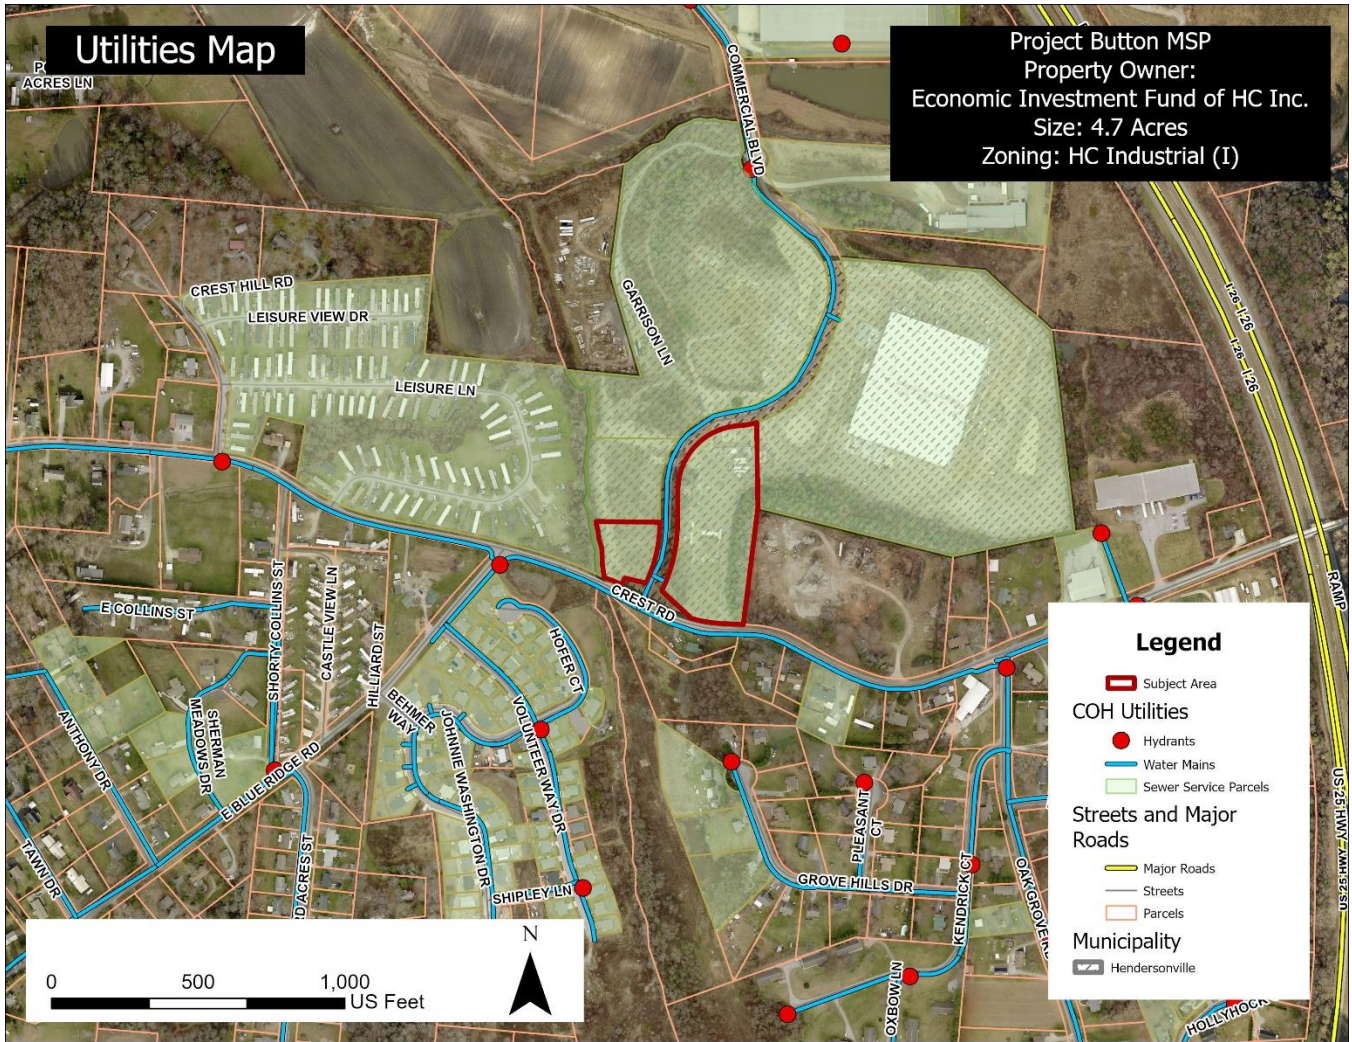 Utilities Map
Project Button MSP
Property Owner:
Economic Investment Fund of HC Inc.
Size: 4.7 Acres
Zoning: HC Industrial (I)
ACRES LN
COMMERCIAL BLVD
GARRISON LN
CREST HILL RD
LEISURE VIEW DR
LEISURE LN
I 26 I 26
I 26 I 26
RAMP
US 25 HWY
CREST RD
E COLLINS ST
SHORTY COLLINS ST
CASTLE VIEW LN
HILLIARD ST
HOFER CT
BEHMER
WAY
JOHNNIE WASHINGTON DR
VOLUNTEER WAY DR
SHERMAN
MEADOWS DR
ANTHONY DR
E BLUE RIDGE RD
TAWN DR
ACRES ST
SHIPLEY LN
PLEASANT
CT
GROVE HILLS DR
KENDRICK CT
OAK GROVE RD
OXBOW LN
HOLLYHOCK
Legend
Subject Area
COH Utilities
Hydrants
Water Mains
Sewer Service Parcels
Streets and Major
Roads
Major Roads
Streets
Parcels
Municipality
Hendersonville
N
0 500 1,000
US Feet